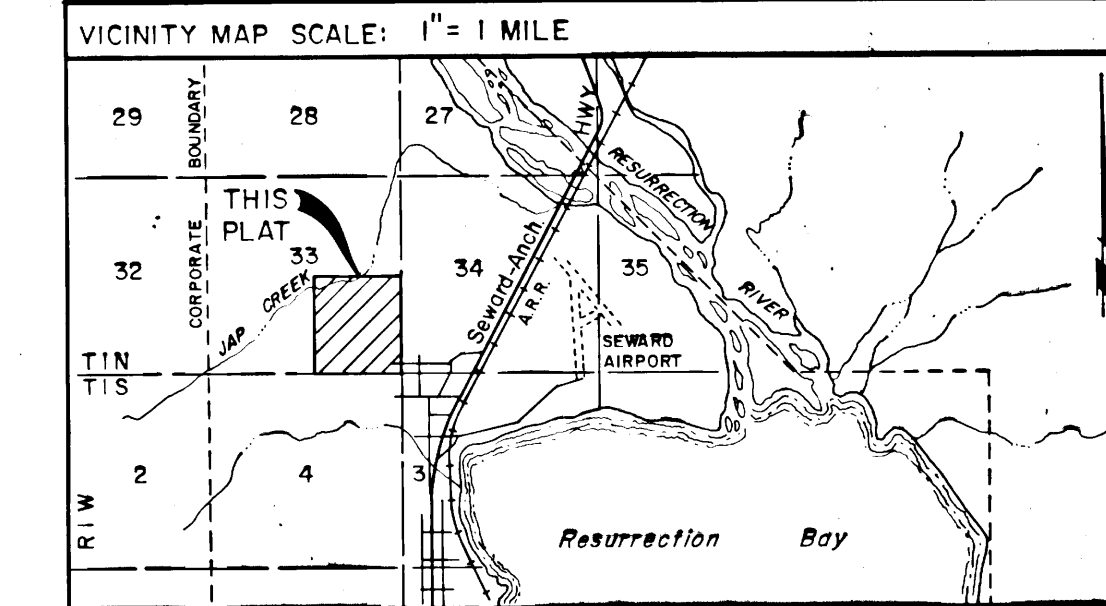 VICINITY MAP SCALE: 1" = 1 MILE
29
CORPORATE BOUNDARY
28
27
HWY
RESURRECTION RIVER
THIS
PLAT
32
33
34
Seward-Anch.
A.R.R.
35
JAP CREEK
SEWARD
AIRPORT
T1N
T1S
2
4
3
R1W
Resurrection Bay